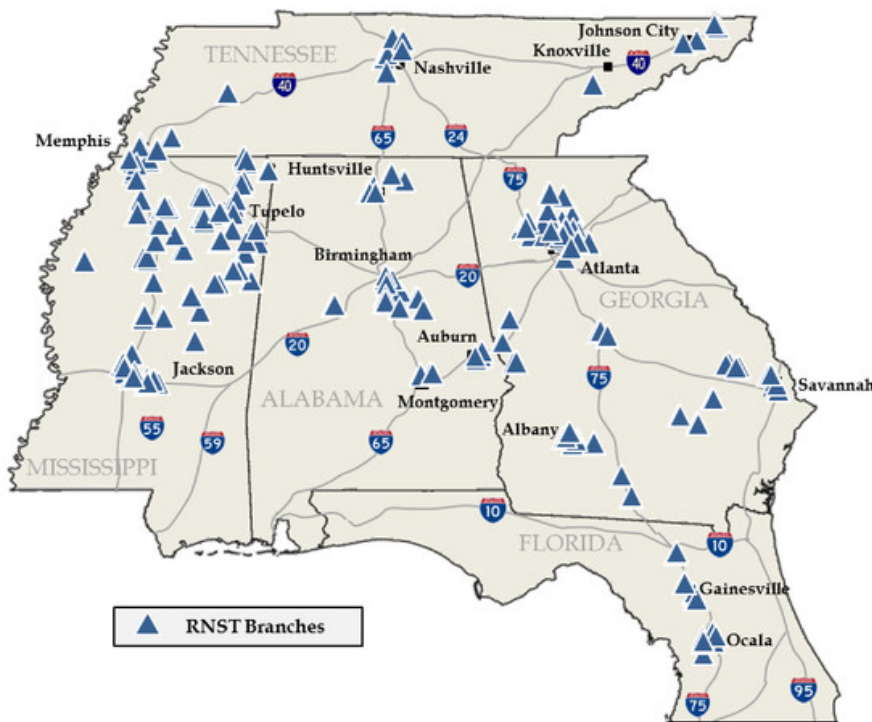 Johnson City
TENNESSEE
Knoxville
40
Nashville
40
Memphis
65
24
Huntsville
75
Tupelo
Birmingham
20
Atlanta
GEORGIA
Auburn
20
Jackson
75
Savannah
ALABAMA
Montgomery
55
59
65
Albany
MISSISSIPPI
10
FLORIDA
10
Gainesville
RNST Branches
Ocala
75
95